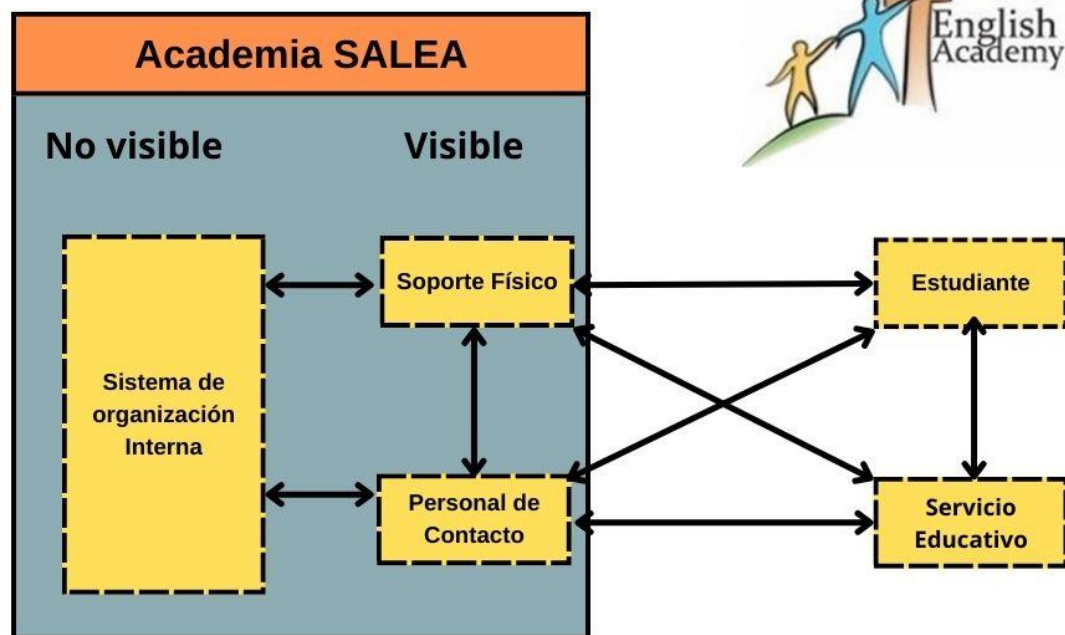 Academia SALEA
English
Academy
No visible
Visible
Soporte Físico
Estudiante
Sistema de
organización
Interna
Personal de
Contacto
Servicio
Educativo